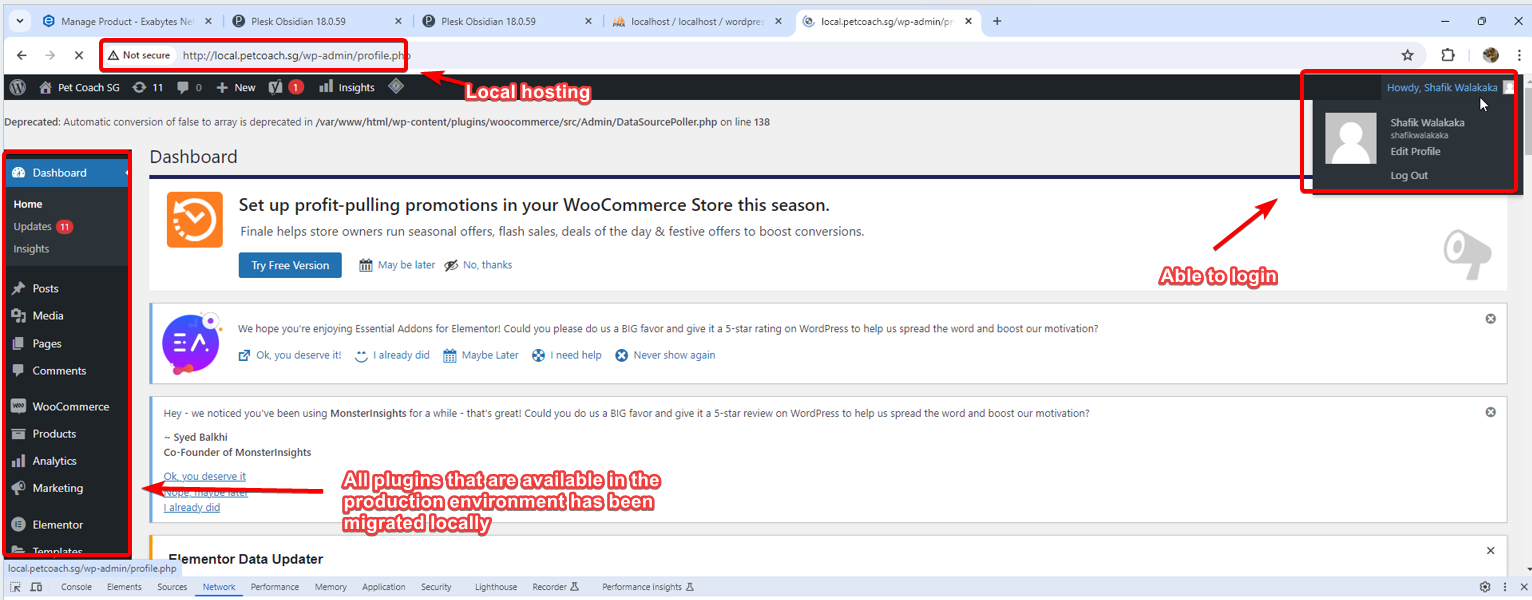 Manage Product - Exabytes Ne
Plesk Obsidian 18.0.59
Plesk Obsidian 18.0.59
localhost / localhost / wordpres
local.petcoach.sg/wp-admin/pr
Not secure
http://local.petcoach.sg/wp-admin/profile.php
Pet Coach SG
11
0
New
1
Insights
Howdy, Shafik Walakaka
Local hosting
Deprecated: Automatic conversion of false to array is deprecated in /var/www/html/wp-content/plugins/woocommerce/src/Admin/DataSourcePoller.php on line 138
Shafik Walakaka
shafikwalakaka
Edit Profile
Log Out
Dashboard
Home
Updates 11
Insights
Posts
Media
Pages
Comments
WooCommerce
Products
Analytics
Marketing
Elementor
Templates
Dashboard
Set up profit-pulling promotions in your WooCommerce Store this season.
Finale helps store owners run seasonal offers, flash sales, deals of the day & festive offers to boost conversions.
Try Free Version
May be later
No, thanks
Able to login
We hope you're enjoying Essential Addons for Elementor! Could you please do us a BIG favor and give it a 5-star rating on WordPress to help us spread the word and boost our motivation?
Ok, you deserve it!
I already did
Maybe Later
I need help
Never show again
Hey - we noticed you've been using MonsterInsights for a while - that's great! Could you do us a BIG favor and give it a 5-star review on WordPress to help us spread the word and boost our motivation?
~ Syed Balkhi
Co-Founder of MonsterInsights
Ok, you deserve it
Nope, maybe later
I already did
All plugins that are available in the
production environment has been
migrated locally
Elementor Data Updater
local.petcoach.sg/wp-admin/profile.php
Console
Elements
Sources
Network
Performance
Memory
Application
Security
Lighthouse
Recorder
Performance insights